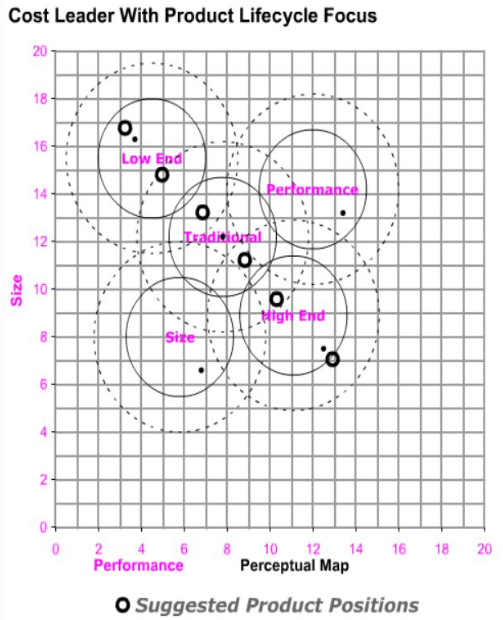 Cost Leader With Product Lifecycle Focus
20
18
16
14
12
10
8
6
4
2
0
Size
Low End
Performance
Traditional
High End
Size
0 2 4 6 8 10 12 14 16 18 20
Performance Perceptual Map
Suggested Product Positions